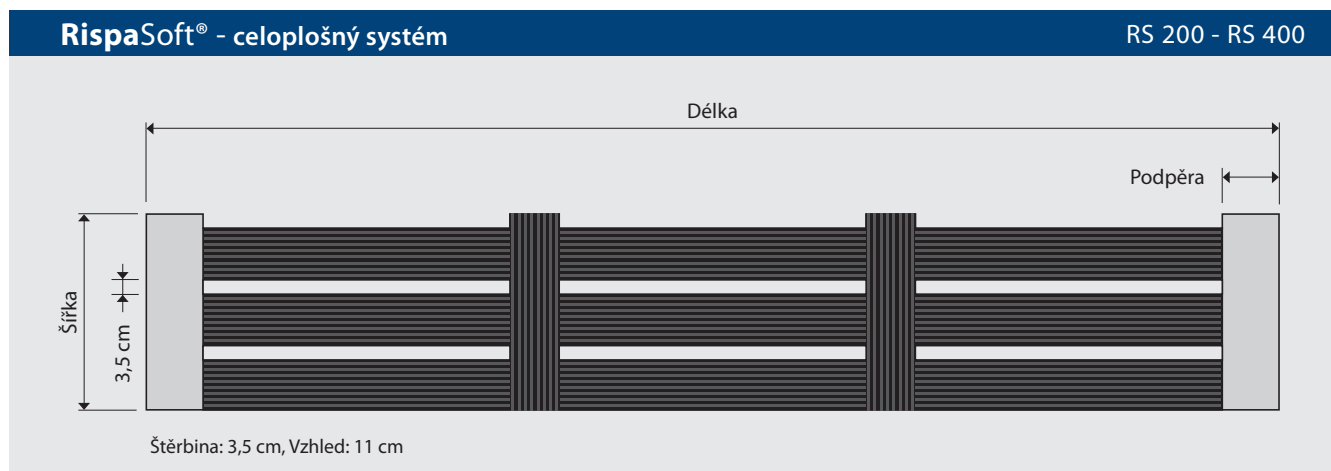 RispaSoft® - celoplošný systém RS 200 - RS 400
Délka
Podpěra
Šířka
3,5 cm
Štěrbina: 3,5 cm, Vzhled: 11 cm